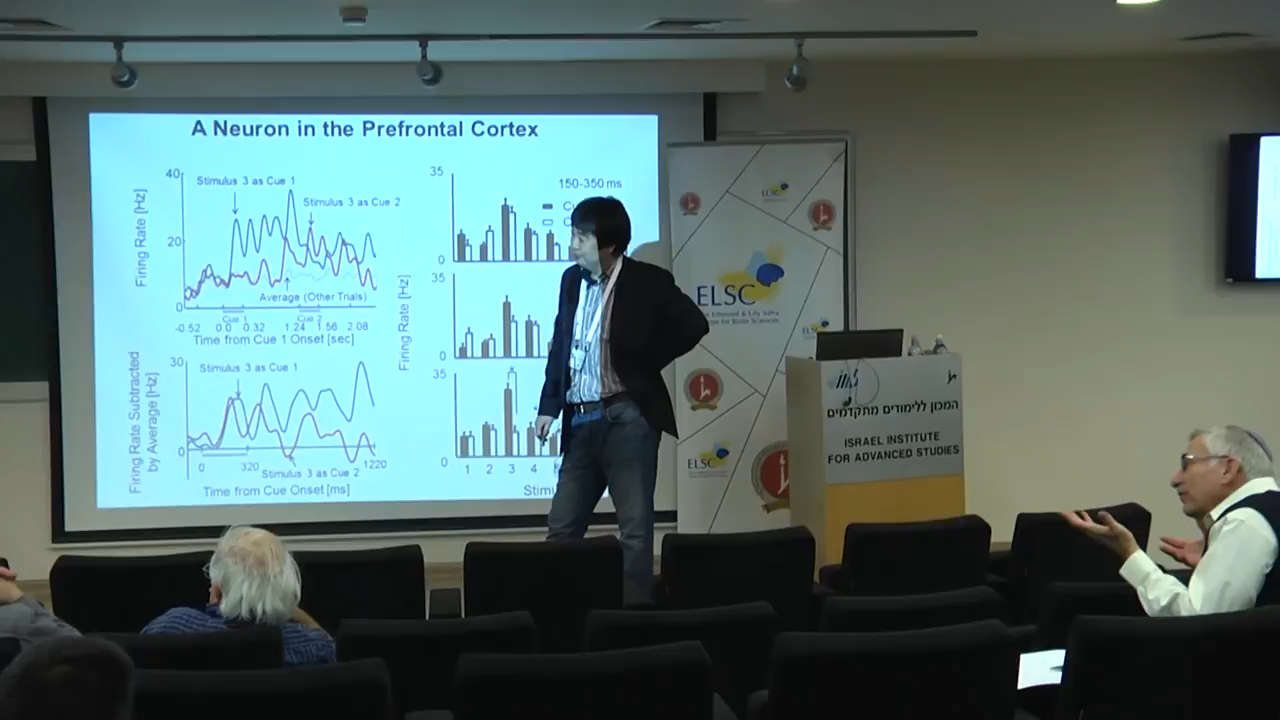 A Neuron in the Prefrontal Cortex
40
Stimulus 3 as Cue 1
Stimulus 3 as Cue 2
Firing Rate [Hz]
20
Average (Other Trials)
0
Cue 1
Cue 2
-0.52 0.0 0.32 1.24 1.56 2.08
Time from Cue 1 Onset [sec]
30
Stimulus 3 as Cue 1
Firing Rate Subtracted
by Average [Hz]
0
0 320 1220
Stimulus 3 as Cue 2
Time from Cue Onset [ms]
35
150-350 ms
0
35
Firing Rate [Hz]
0
35
0
1 2 3 4
ELSC
ELSC
ELSC
המכון ללימודים מתקדמים
ISRAEL INSTITUTE
FOR ADVANCED STUDIES